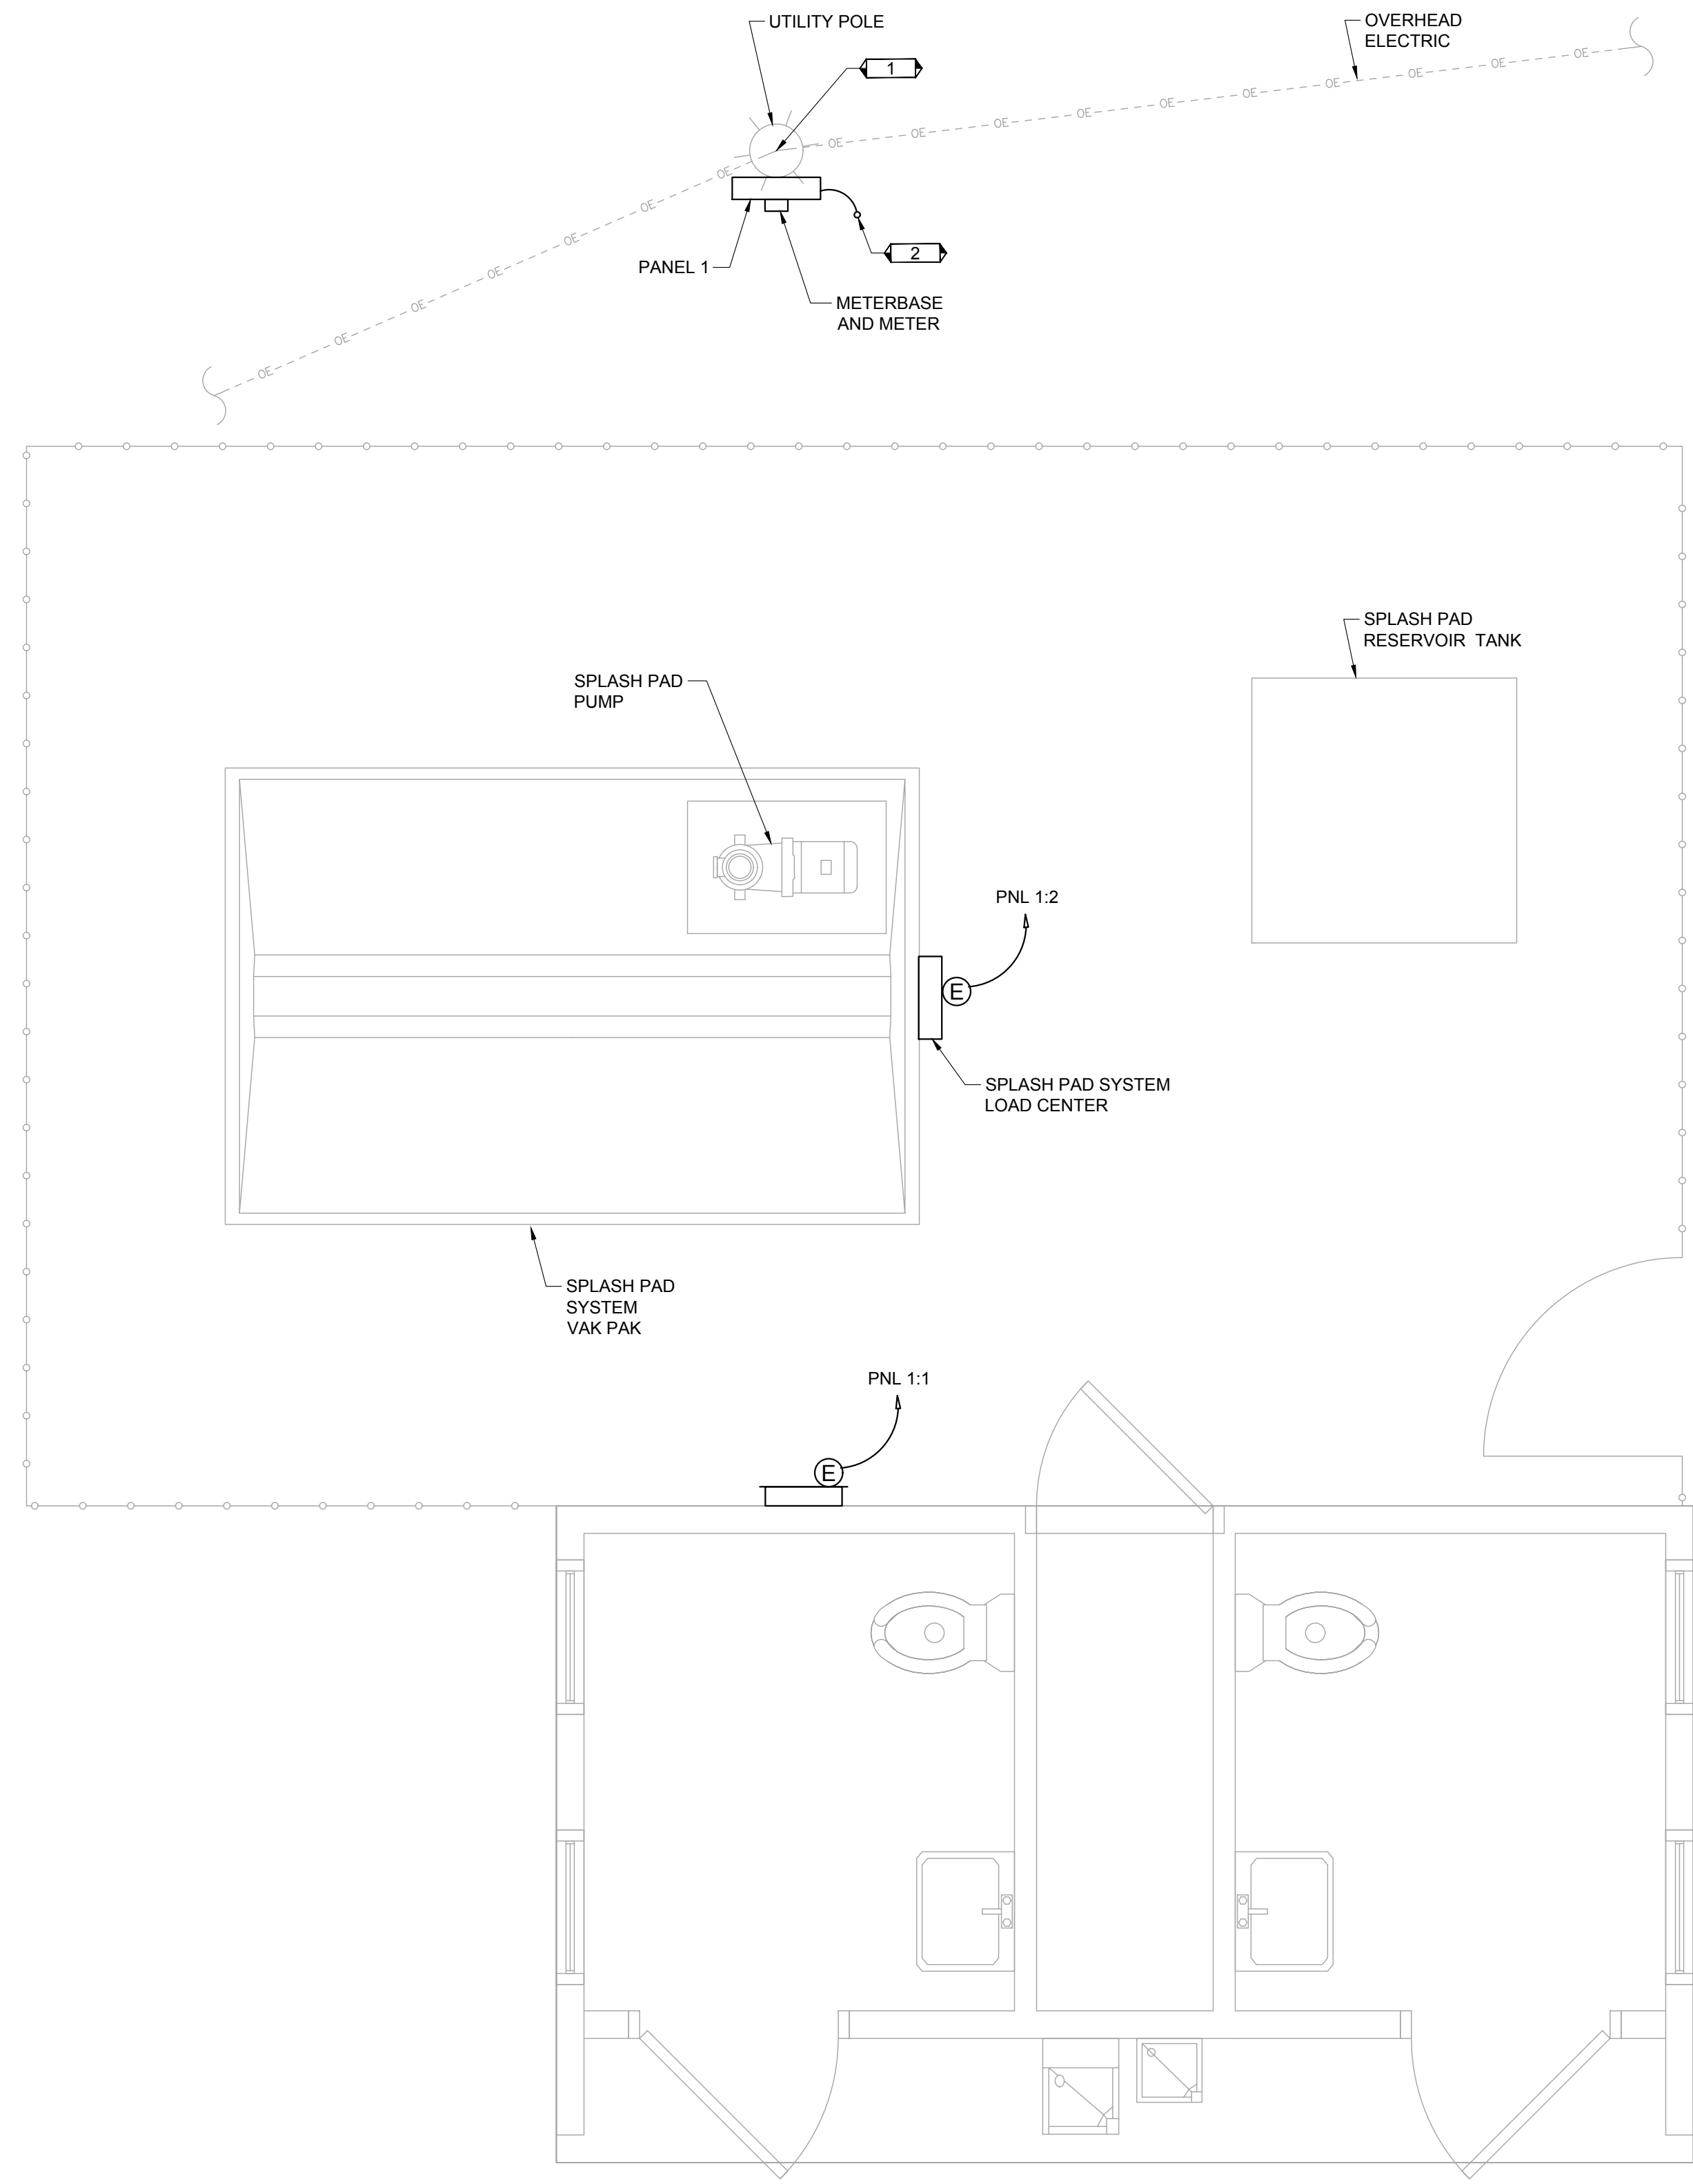 UTILITY POLE
OVERHEAD
ELECTRIC
1
OE OE OE OE OE OE OE OE OE OE
OE OE OE OE OE OE OE
2
PANEL 1
METERBASE
AND METER
SPLASH PAD
RESERVOIR TANK
SPLASH PAD
PUMP
PNL 1:2
E
SPLASH PAD SYSTEM
LOAD CENTER
SPLASH PAD
SYSTEM
VAK PAK
PNL 1:1
E